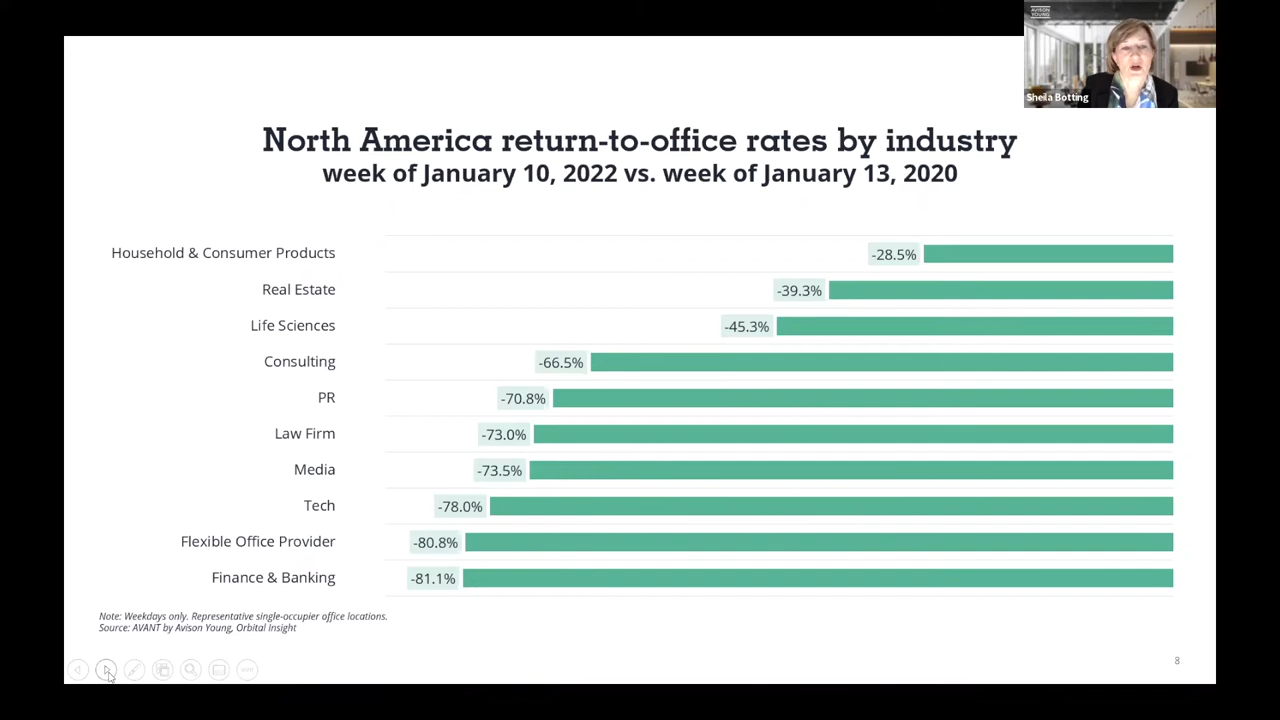 AVISON
YOUNG
Sheila Botting
North America return-to-office rates by industry
week of January 10, 2022 vs. week of January 13, 2020
Household & Consumer Products -28.5%
Real Estate -39.3%
Life Sciences -45.3%
Consulting -66.5%
PR -70.8%
Law Firm -73.0%
Media -73.5%
Tech -78.0%
Flexible Office Provider -80.8%
Finance & Banking -81.1%
Note: Weekdays only. Representative single-occupier office locations.
Source: AVANT by Avison Young, Orbital Insight
8